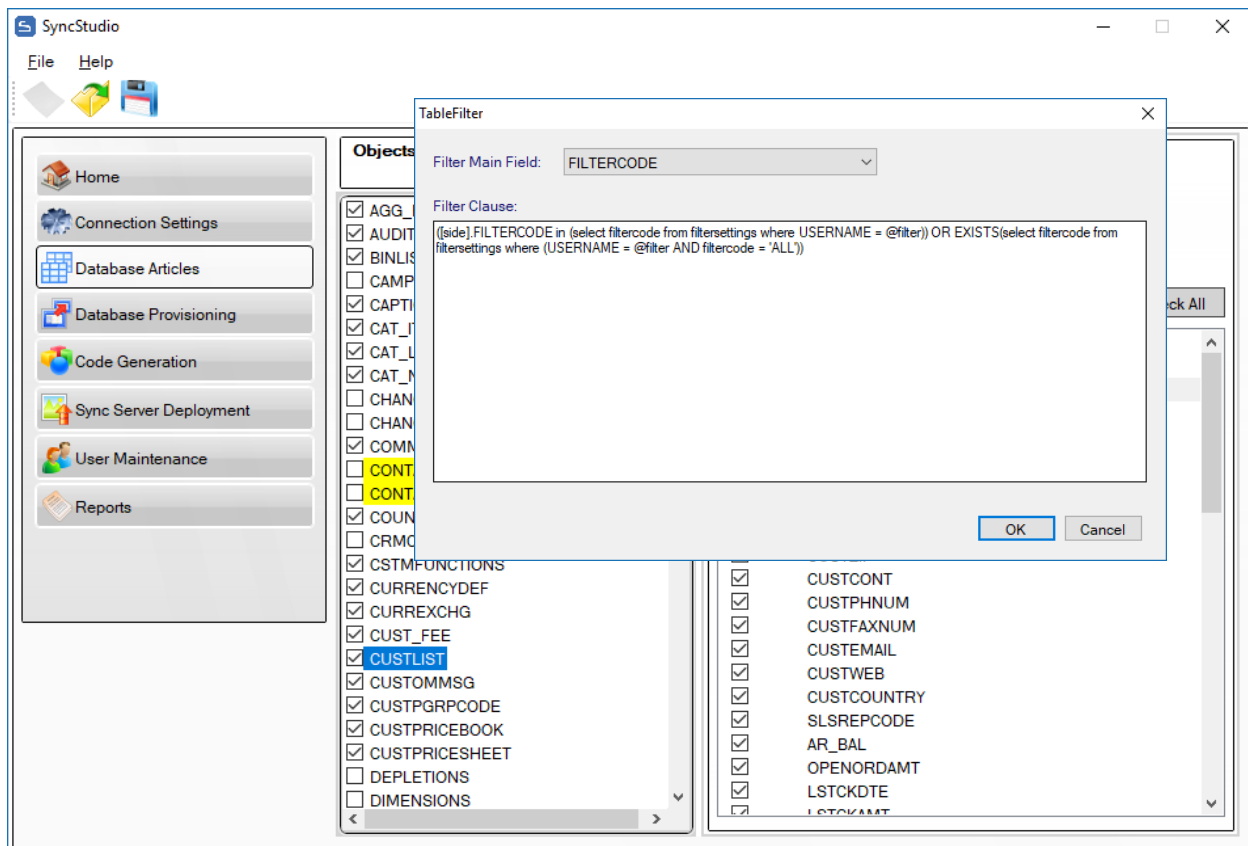 SyncStudio
File Help
TableFilter
Filter Main Field: FILTERCODE
Filter Clause:
([side].FILTERCODE in (select filtercode from filtersettings where USERNAME = @filter)) OR EXISTS(select filtercode from
filtersettings where (USERNAME = @filter AND filtercode = 'ALL'))
OK Cancel
Home
Connection Settings
Database Articles
Database Provisioning
Code Generation
Sync Server Deployment
User Maintenance
Reports
Objects
AGG_
AUDIT
BINLIS
CAMP
CAPTI
CAT_I
CAT_L
CAT_N
CHAN
CHAN
COMM
CONT
CONT
COUN
CRMC
CSTMFUNCTIONS
CURRENCYDEF
CURREXCHG
CUST_FEE
CUSTLIST
CUSTOMMSG
CUSTPGRPCODE
CUSTPRICEBOOK
CUSTPRICESHEET
DEPLETIONS
DIMENSIONS
ck All
CUSTCONT
CUSTPHNUM
CUSTFAXNUM
CUSTEMAIL
CUSTWEB
CUSTCOUNTRY
SLSREPCODE
AR_BAL
OPENORDAMT
LSTCKDTE
LSTCKAMT